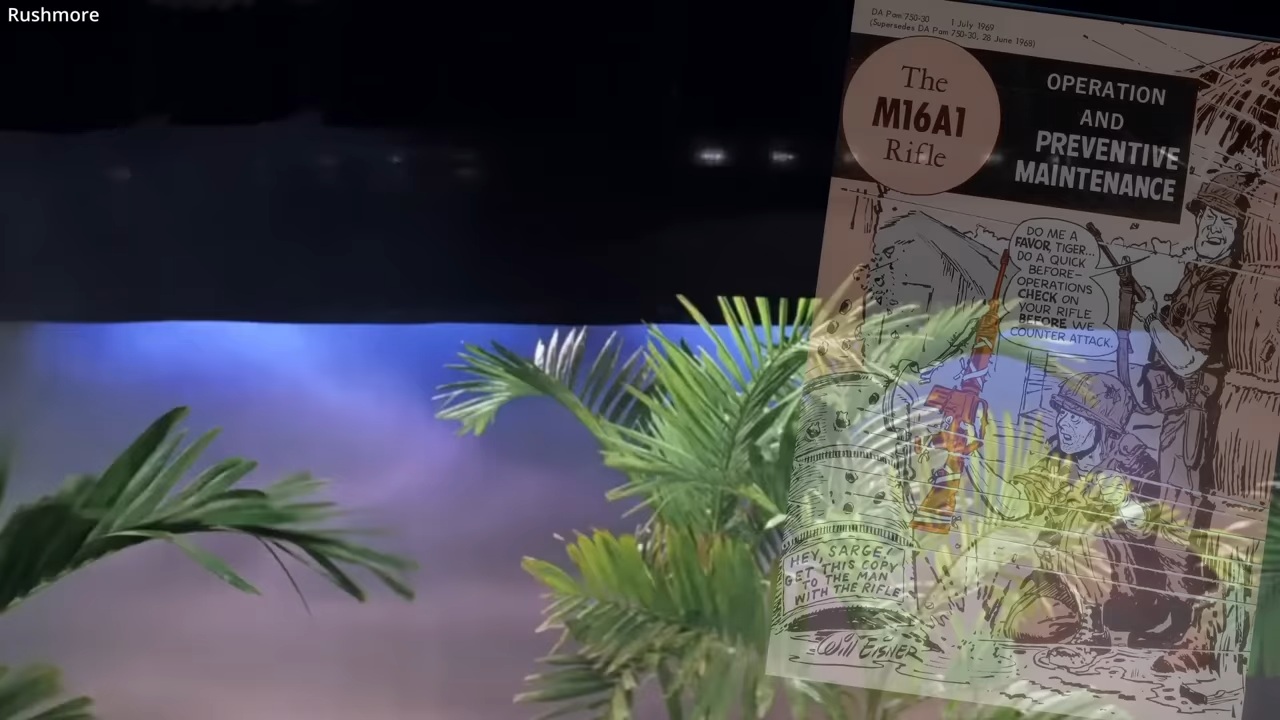 Rushmore
DA Pam 750-30 1 July 1969
(Supersedes DA Pam 750-30, 28 June 1968)
The
M16A1
Rifle
OPERATION
AND
PREVENTIVE
MAINTENANCE
DO ME A
FAVOR, TIGER...
DO A QUICK
BEFORE-
OPERATIONS
CHECK ON
YOUR RIFLE
BEFORE WE
COUNTER ATTACK.
HEY, SARGE!
GET THIS COPY
TO THE MAN
WITH THE RIFLE
Will EISNER